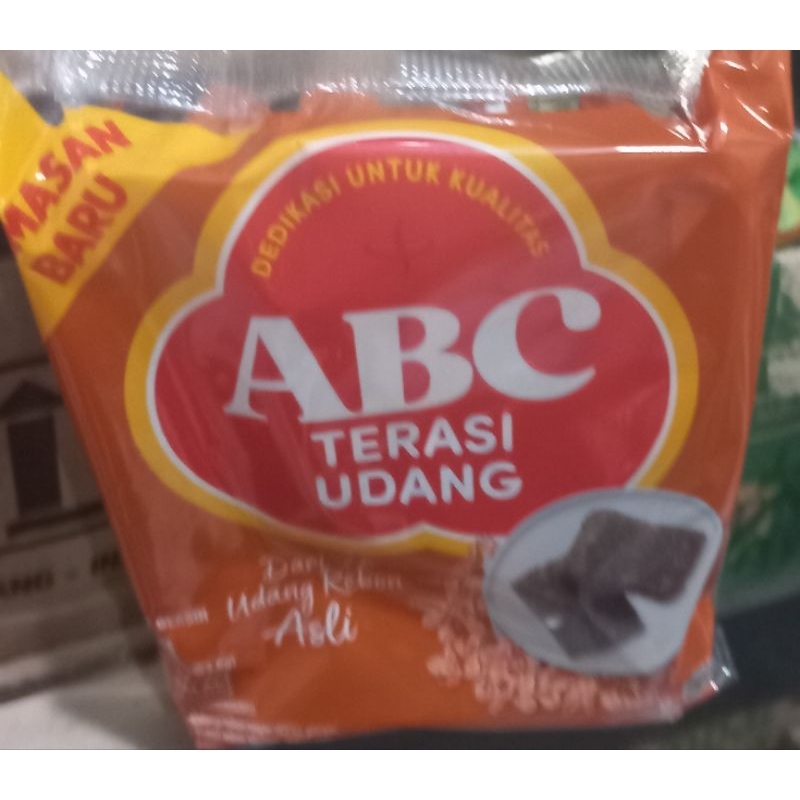 MASAN
BARU
DEDIKASI UNTUK KUALITAS
ABC
TERASI
UDANG
Dari
Udang Rebon
Asli